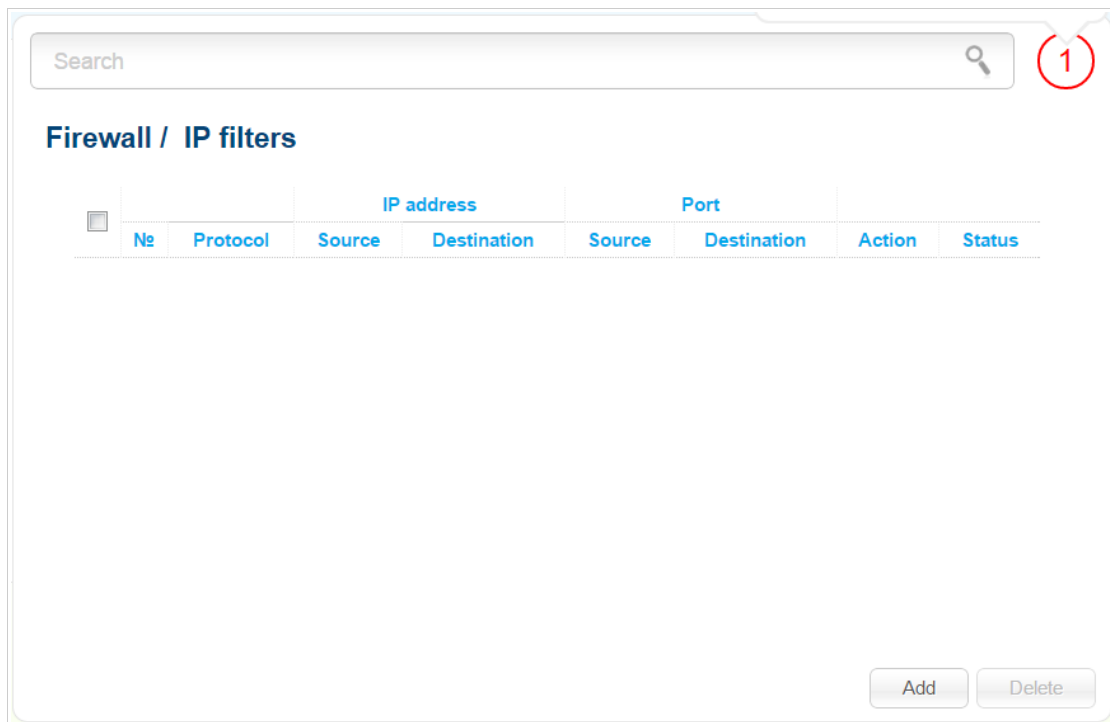 Search
1
Firewall / IP filters
IP address Port
№ Protocol Source Destination Source Destination Action Status
Add Delete